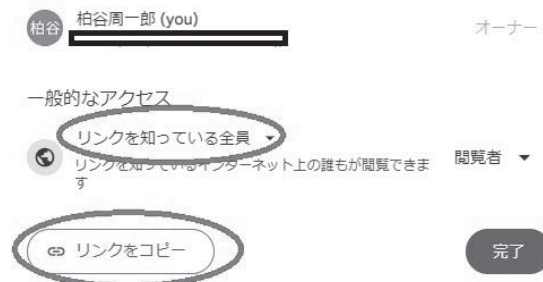 柏谷
柏谷周一郎 (you)
オーナー
一般的なアクセス
リンクを知っている全員
リンクを知っているインターネット上の誰もが閲覧できま
す
閲覧者
リンクをコピー
完了